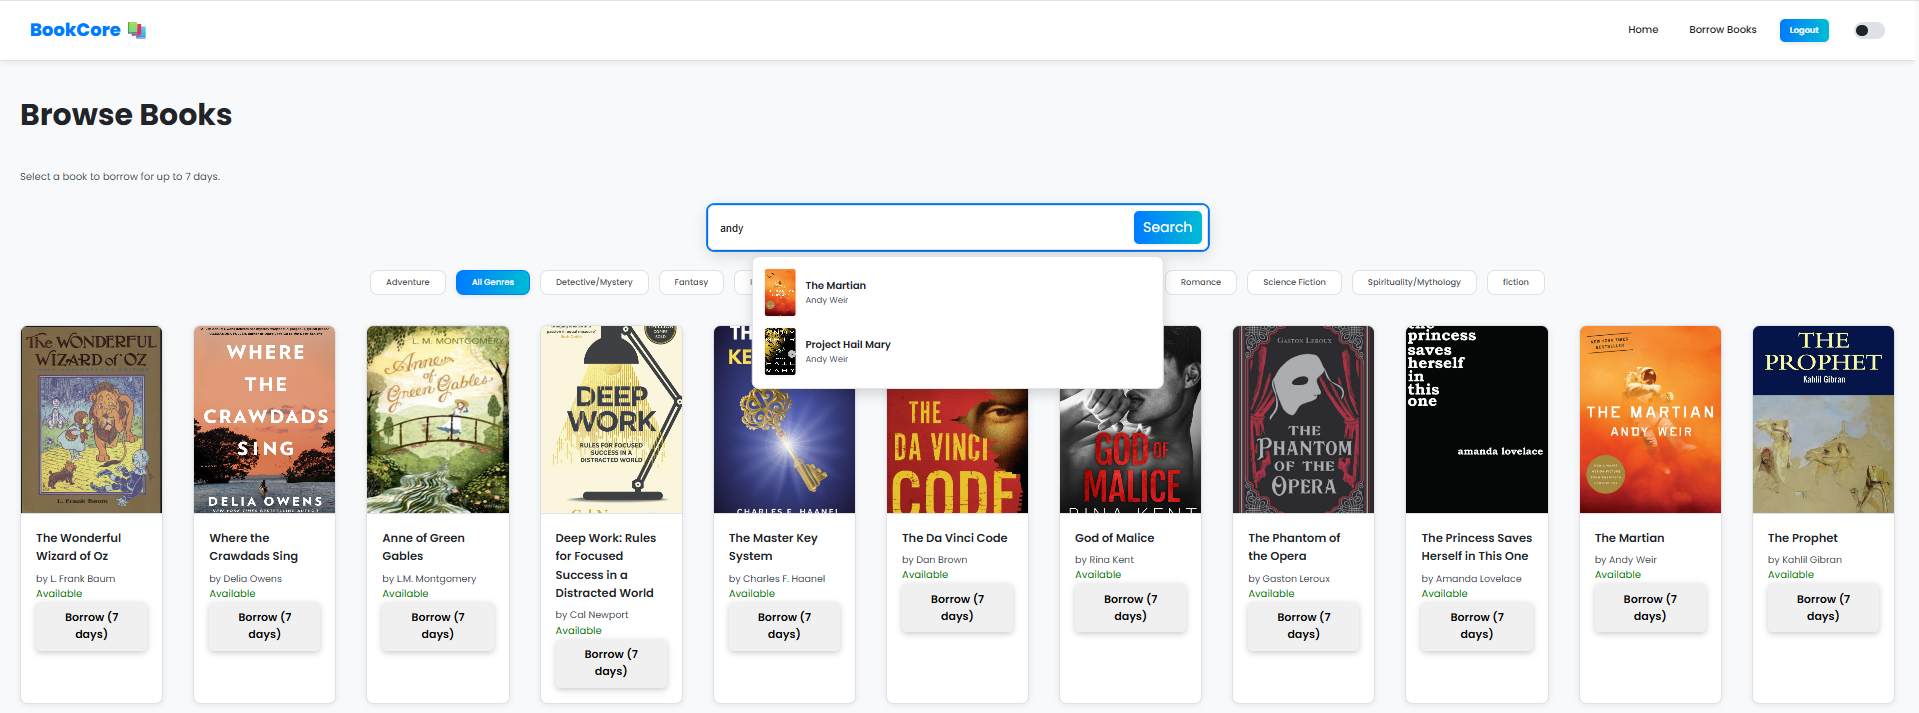 BookCore
Home
Borrow Books
Logout
Browse Books
Select a book to borrow for up to 7 days.
andy
Search
Adventure
All Genres
Detective/Mystery
Fantasy
Romance
Science Fiction
Spirituality/Mythology
fiction
The Martian
Andy Weir
Project Hail Mary
Andy Weir
The WONDERFUL
WIZARD of OZ
L. Frank Baum
WHERE
THE
CRAWDADS
SING
DELIA OWENS
L. M. MONTGOMERY
Anne
of
Green Gables
DEEP
WORK
RULES FOR FOCUSED
SUCCESS IN A
DISTRACTED WORLD
CHARLES F. HAANEL
THE
DA VINCI
CODE
GOD OF
MALICE
RINA KENT
GASTON LEROUX
THE
PHANTOM
OF THE
OPERA
princess
saves
herself
in
this
one
amanda lovelace
THE MARTIAN
ANDY WEIR
THE
PROPHET
Kahlil Gibran
The Wonderful
Wizard of Oz
by L. Frank Baum
Available
Borrow (7
days)
Where the
Crawdads Sing
by Delia Owens
Available
Borrow (7
days)
Anne of Green
Gables
by L.M. Montgomery
Available
Borrow (7
days)
Deep Work: Rules
for Focused
Success in a
Distracted World
by Cal Newport
Available
Borrow (7
days)
The Master Key
System
by Charles F. Haanel
Available
Borrow (7
days)
The Da Vinci Code
by Dan Brown
Available
Borrow (7
days)
God of Malice
by Rina Kent
Available
Borrow (7
days)
The Phantom of
the Opera
by Gaston Leroux
Available
Borrow (7
days)
The Princess Saves
Herself in This One
by Amanda Lovelace
Available
Borrow (7
days)
The Martian
by Andy Weir
Available
Borrow (7
days)
The Prophet
by Kahlil Gibran
Available
Borrow (7
days)